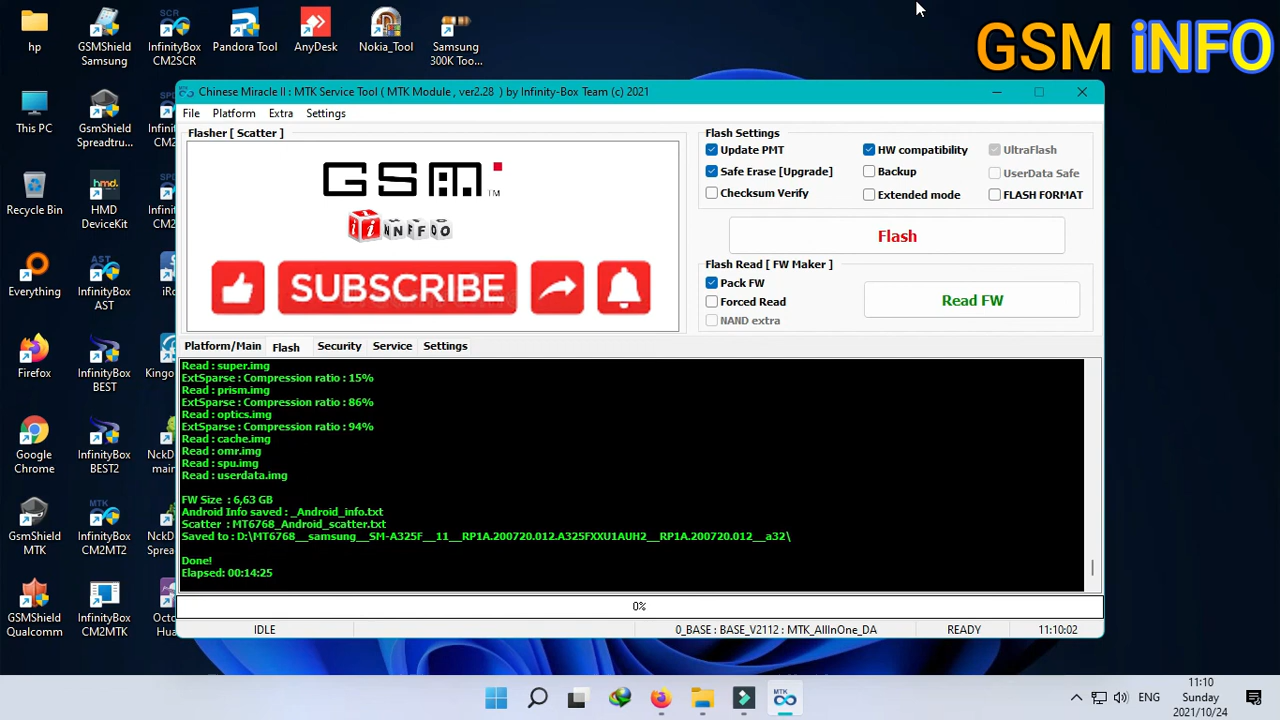 hp
GSMShield
Samsung
InfinityBox
CM2SCR
Pandora Tool
AnyDesk
Nokia_Tool
Samsung
300K Too...
GSM iNFO
Chinese Miracle II : MTK Service Tool ( MTK Module , ver2.28 ) by Infinity-Box Team (c) 2021
File Platform Extra Settings
This PC
GsmShield
Spreadtru...
Recycle Bin
HMD
DeviceKit
Everything
InfinityBox
AST
Firefox
InfinityBox
BEST
Google
Chrome
InfinityBox
BEST2
GsmShield
MTK
InfinityBox
CM2MT2
GSMShield
Qualcomm
InfinityBox
CM2MTK
Flasher [ Scatter ]
GSM
TM
iNFO
SUBSCRIBE
Flash Settings
Update PMT
HW compatibility
UltraFlash
Safe Erase [Upgrade]
Backup
UserData Safe
Checksum Verify
Extended mode
FLASH FORMAT
Flash
Flash Read [ FW Maker ]
Pack FW
Forced Read
NAND extra
Read FW
Platform/Main Flash Security Service Settings
Read : super.img
ExtSparse : Compression ratio : 15%
Read : prism.img
ExtSparse : Compression ratio : 86%
Read : optics.img
ExtSparse : Compression ratio : 94%
Read : cache.img
Read : omr.img
Read : spu.img
Read : userdata.img
FW Size : 6,63 GB
Android Info saved : _Android_info.txt
Scatter : MT6768_Android_scatter.txt
Saved to : D:\MT6768__samsung__SM-A325F__11__RP1A.200720.012.A325FXXU1AUH2__RP1A.200720.012__a32\
Done!
Elapsed: 00:14:25
0%
IDLE
0_BASE : BASE_V2112 : MTK_AllInOne_DA
READY
11:10:02
ENG
11:10
Sunday
2021/10/24